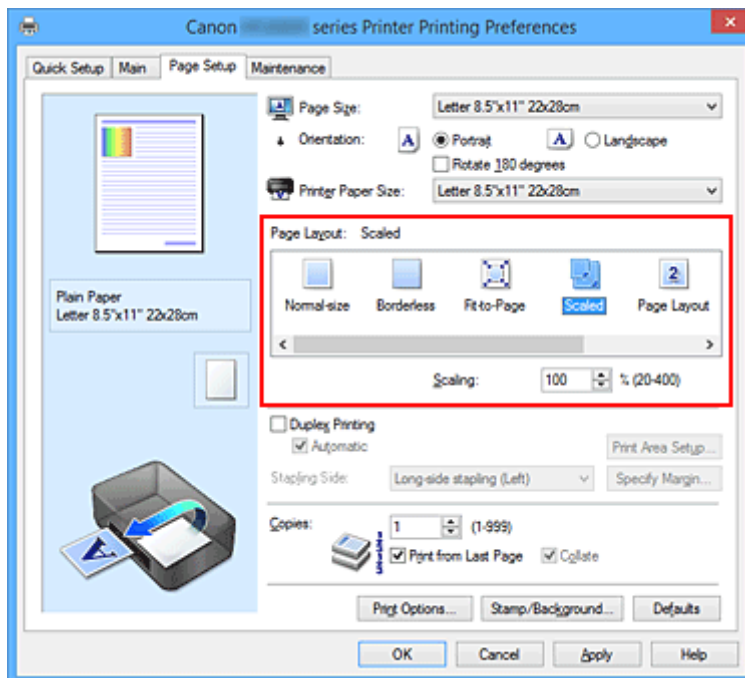 Canon series Printer Printing Preferences
Quick Setup Main Page Setup Maintenance
Page Size: Letter 8.5"x11" 22x28cm
Orientation: A Portrait A Landscape
Rotate 180 degrees
Printer Paper Size: Letter 8.5"x11" 22x28cm
Page Layout: Scaled
Normal-size Borderless Fit-to-Page Scaled 2 Page Layout
Scaling: 100 % (20-400)
Plain Paper
Letter 8.5"x11" 22x28cm
Duplex Printing
Automatic Print Area Setup...
Stapling Side: Long-side stapling (Left) Specify Margin...
Copies: 1 (1-999)
Print from Last Page Collate
A
Print Options... Stamp/Background... Defaults
OK Cancel Apply Help